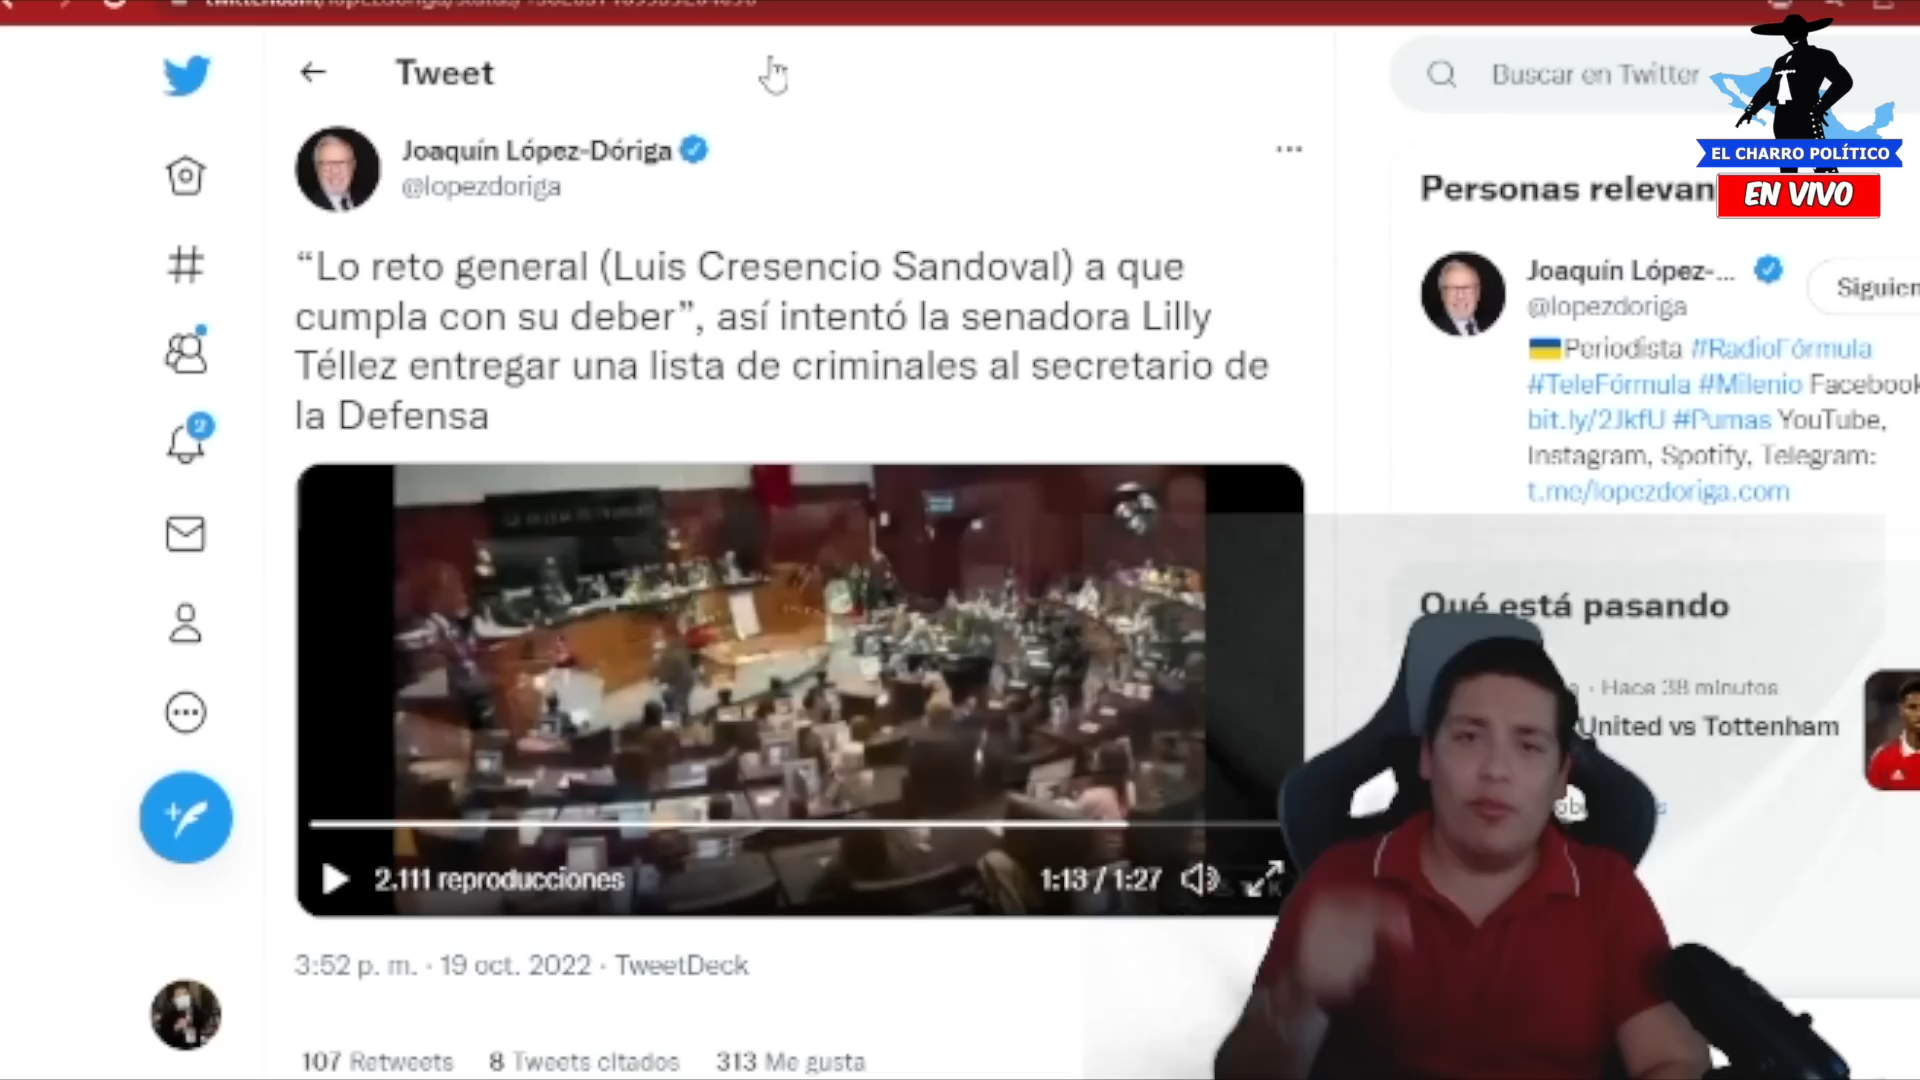 Tweet
Joaquín López-Dóriga
@lopezdoriga
“Lo reto general (Luis Cresencio Sandoval) a que
cumpla con su deber”, así intentó la senadora Lilly
Téllez entregar una lista de criminales al secretario de
la Defensa
2.111 reproducciones
1:13 / 1:27
3:52 p. m. · 19 oct. 2022 · TweetDeck
107 Retweets 8 Tweets citados 313 Me gusta
2
Buscar en Twitter
EL CHARRO POLÍTICO
EN VIVO
Personas relevan
Joaquín López-...
@lopezdoriga
Siguien
Periodista #RadioFórmula
#TeleFórmula #Milenio Facebook
bit.ly/2JkfU #Pumas YouTube,
Instagram, Spotify, Telegram:
t.me/lopezdoriga.com
Qué está pasando
· Hace 38 minutos
United vs Tottenham